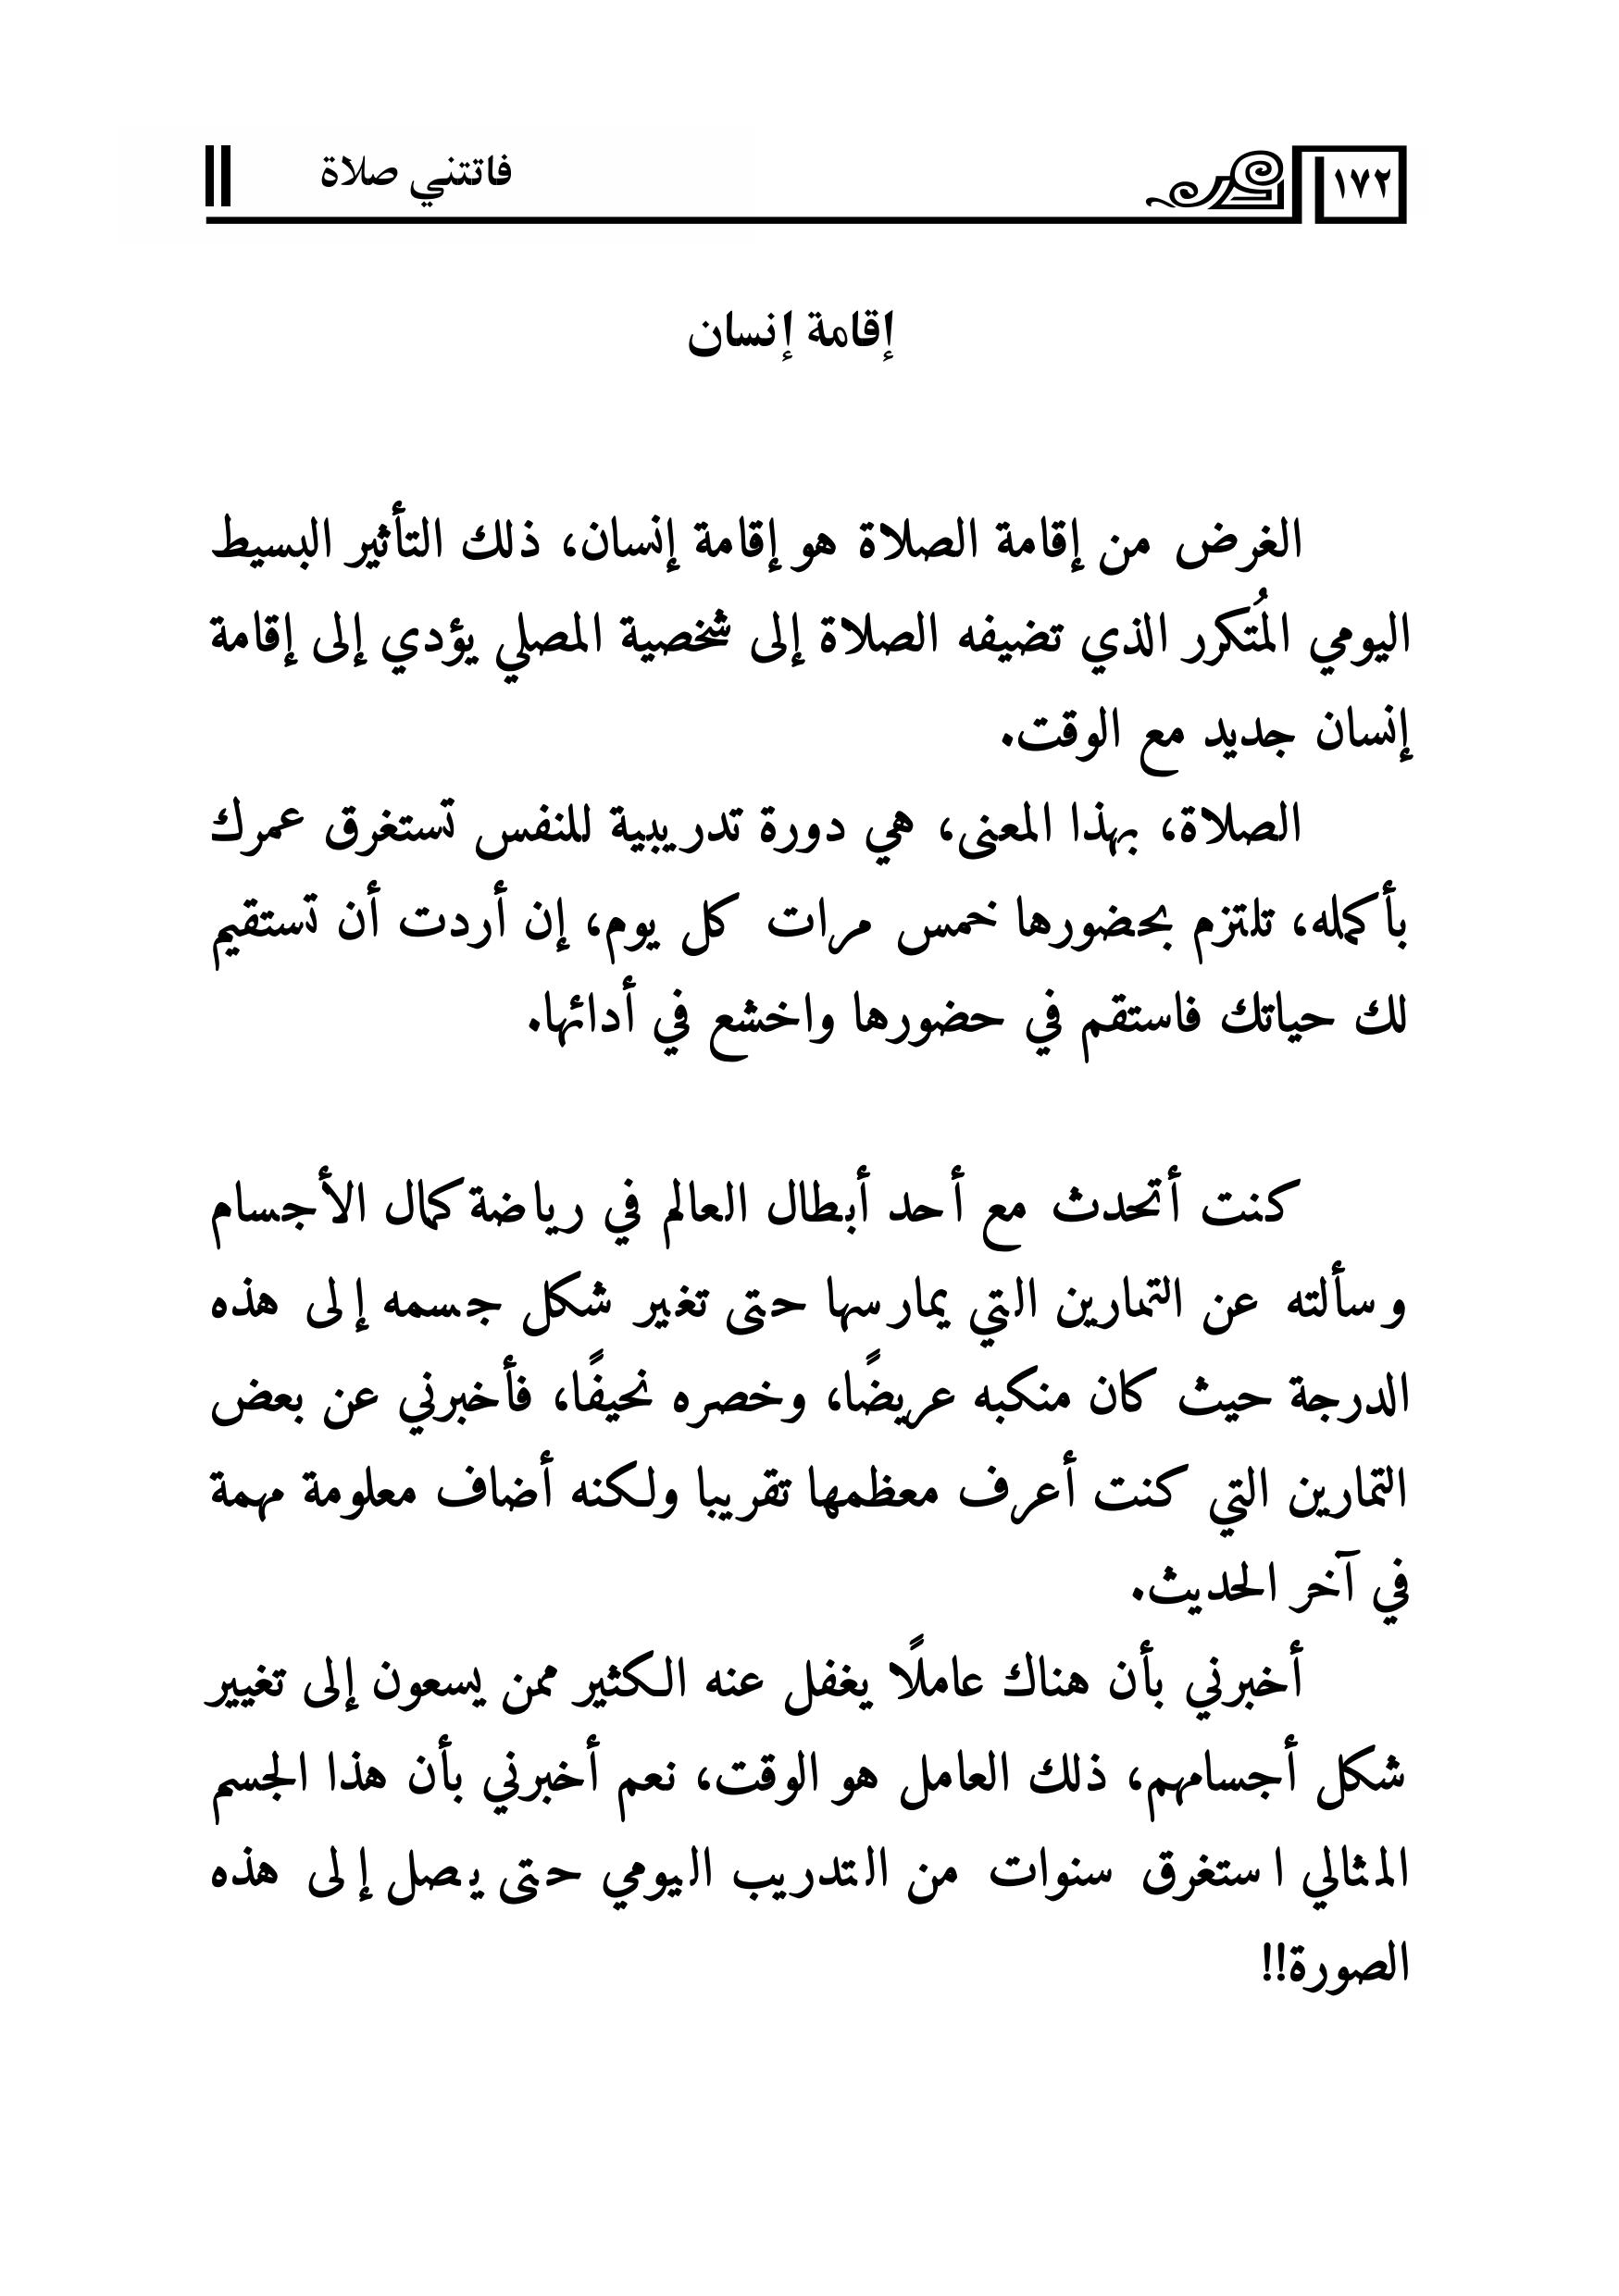 ١٧٢
فاتتني صلاة
إقامة إنسان
الغرض من إقامة الصلاة هو إقامة إنسان، ذلك التأثير البسيط
اليومي المُتكرر الذي تضيفه الصلاة إلى شخصية المصلي يؤدي إلى إقامة
إنسان جديد مع الوقت.
الصلاة، بهذا المعنى، هي دورة تدريبية للنفس تستغرق عمرك
بأكمله، تلتزم بحضورها خمس مرات كل يوم، إن أردت أن تستقيم
لك حياتك فاستقم في حضورها واخشع في أدائها.
كنت أتحدث مع أحد أبطال العالم في رياضة كمال الأجسام
وسألته عن التمارين التي يمارسها حتى تغير شكل جسمه إلى هذه
الدرجة حيث كان منكبه عريضًا، وخصره نحيفًا، فأخبرني عن بعض
التمارين التي كنت أعرف معظمها تقريبا ولكنه أضاف معلومة مهمة
في آخر الحديث.
أخبرني بأن هناك عاملًا يغفل عنه الكثير ممن يسعون إلى تغيير
شكل أجسامهم، ذلك العامل هو الوقت، نعم أخبرني بأن هذا الجسم
المثالي استغرق سنوات من التدريب اليومي حتى يصل إلى هذه
الصورة!!